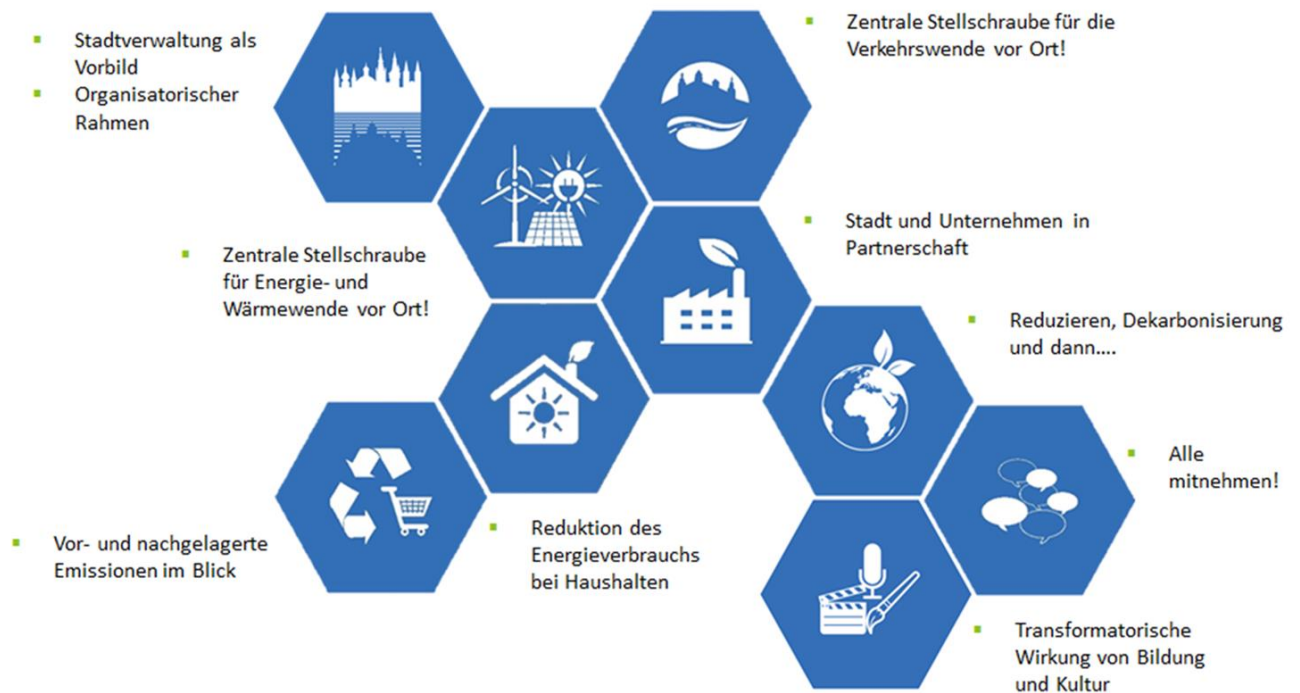 Stadtverwaltung als
Vorbild
Organisatorischer
Rahmen
Zentrale Stellschraube für die
Verkehrswende vor Ort!
Zentrale Stellschraube
für Energie- und
Wärmewende vor Ort!
Stadt und Unternehmen in
Partnerschaft
Reduzieren, Dekarbonisierung
und dann....
Alle
mitnehmen!
Vor- und nachgelagerte
Emissionen im Blick
Reduktion des
Energieverbrauchs
bei Haushalten
Transformatorische
Wirkung von Bildung
und Kultur